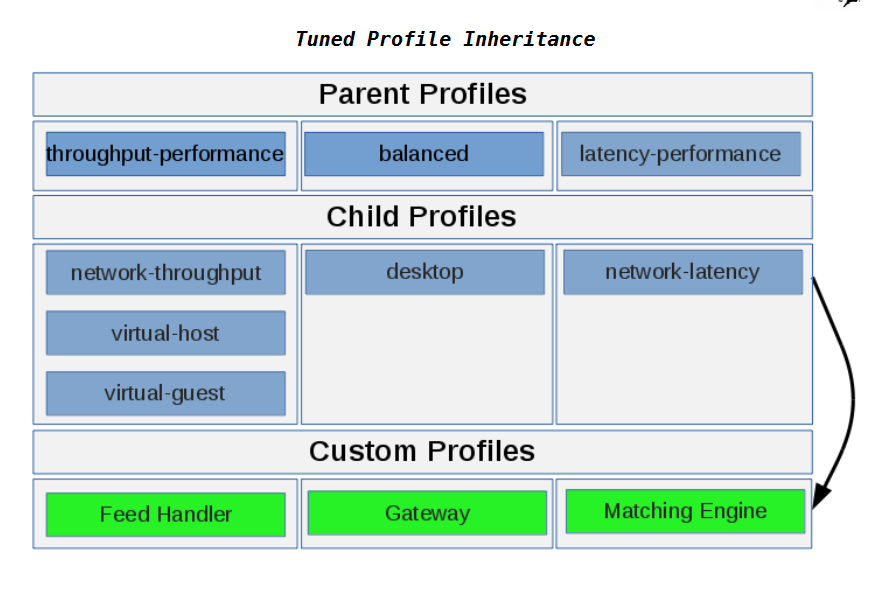 Tuned Profile Inheritance
Parent Profiles
throughput-performance
balanced
latency-performance
Child Profiles
network-throughput
desktop
network-latency
virtual-host
virtual-guest
Custom Profiles
Feed Handler
Gateway
Matching Engine